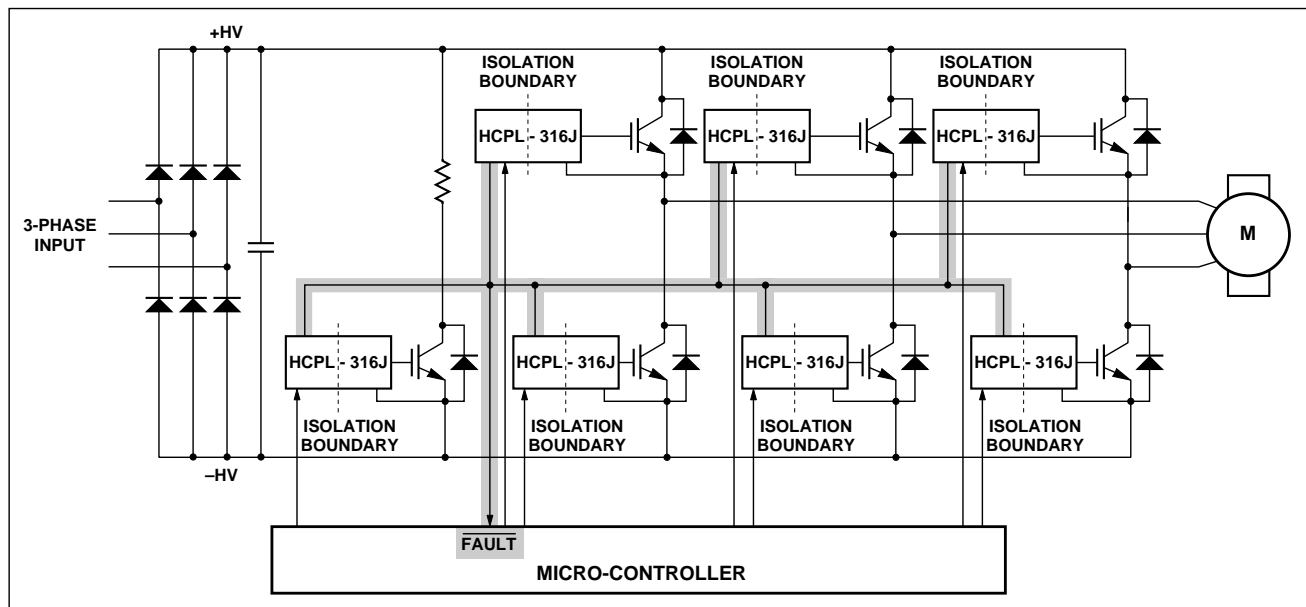 +HV
ISOLATION
BOUNDARY
ISOLATION
BOUNDARY
ISOLATION
BOUNDARY
HCPL - 316J
HCPL - 316J
HCPL - 316J
3-PHASE
INPUT
M
HCPL - 316J
HCPL - 316J
HCPL - 316J
HCPL - 316J
ISOLATION
BOUNDARY
ISOLATION
BOUNDARY
ISOLATION
BOUNDARY
ISOLATION
BOUNDARY
–HV
FAULT
MICRO-CONTROLLER